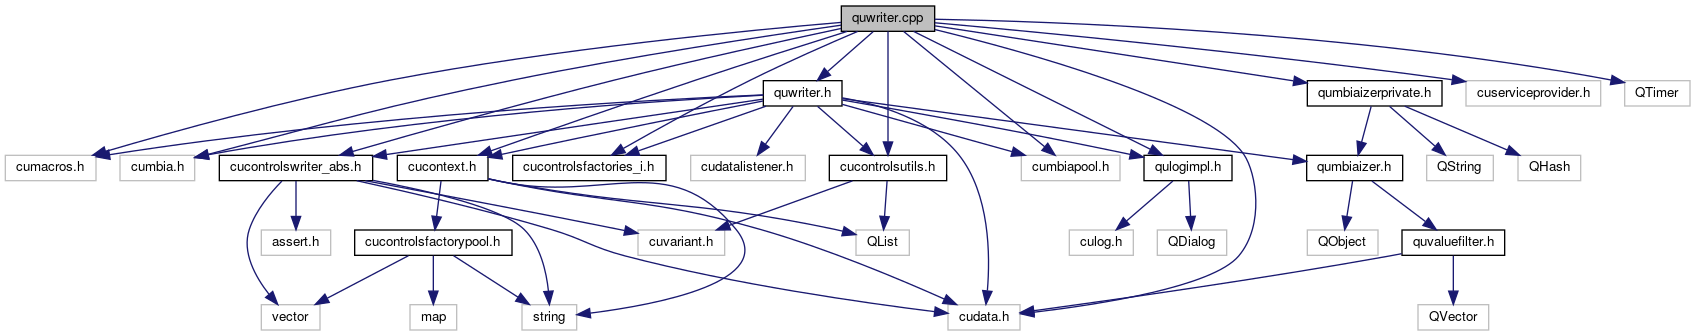 quwriter.cpp
quwriter.h
qumbiaizerprivate.h
cuserviceprovider.h
QTimer
cumacros.h
cumbia.h
cucontrolswriter_abs.h
cucontext.h
cucontrolsfactories_i.h
cudatalistener.h
cucontrolsutils.h
cumbiapool.h
qulogimpl.h
qumbiaizer.h
QString
QHash
assert.h
cucontrolsfactorypool.h
cuvariant.h
QList
culog.h
QDialog
QObject
quvaluefilter.h
vector
map
string
cudata.h
QVector